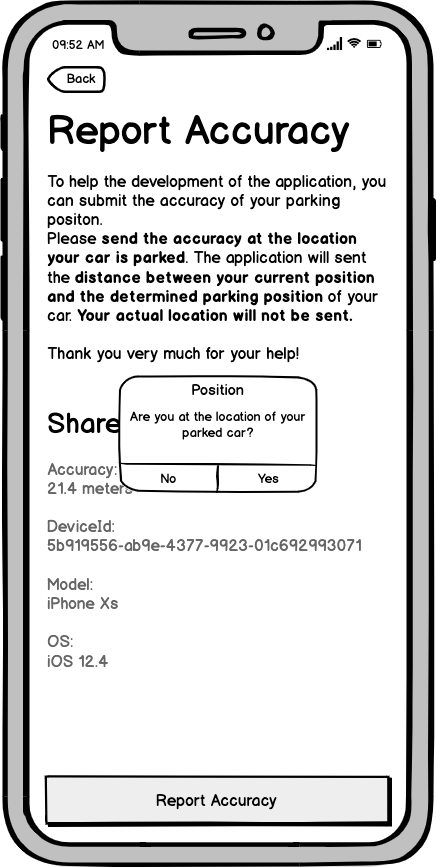 09:52 AM
Back
Report Accuracy
To help the development of the application, you
can submit the accuracy of your parking
positon.
Please send the accuracy at the location
your car is parked. The application will sent
the distance between your current position
and the determined parking position of your
car. Your actual location will not be sent.
Thank you very much for your help!
Position
Are you at the location of your
parked car?
No
Yes
Share
Accuracy:
21.4 meters
DeviceId:
5b919556-ab9e-4377-9923-01c692993071
Model:
iPhone Xs
OS:
iOS 12.4
Report Accuracy